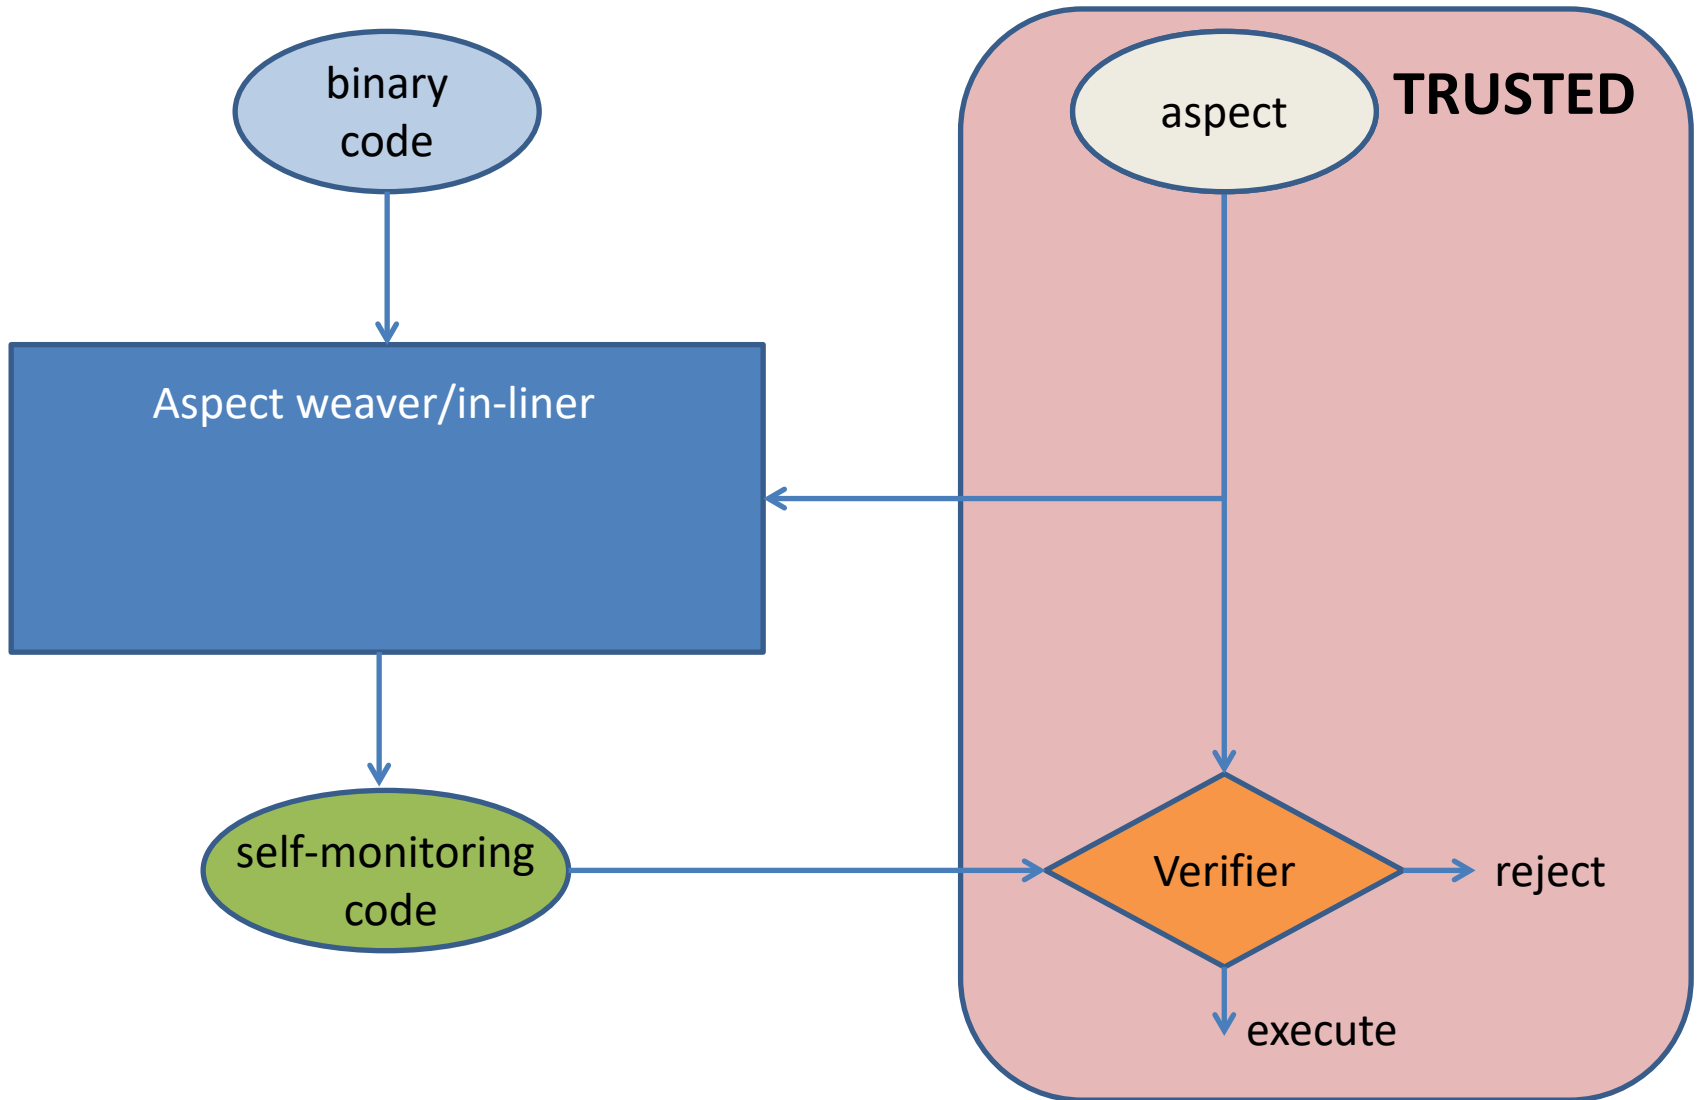 binary
code
aspect
TRUSTED
Aspect weaver/in-liner
self-monitoring
code
Verifier
reject
execute